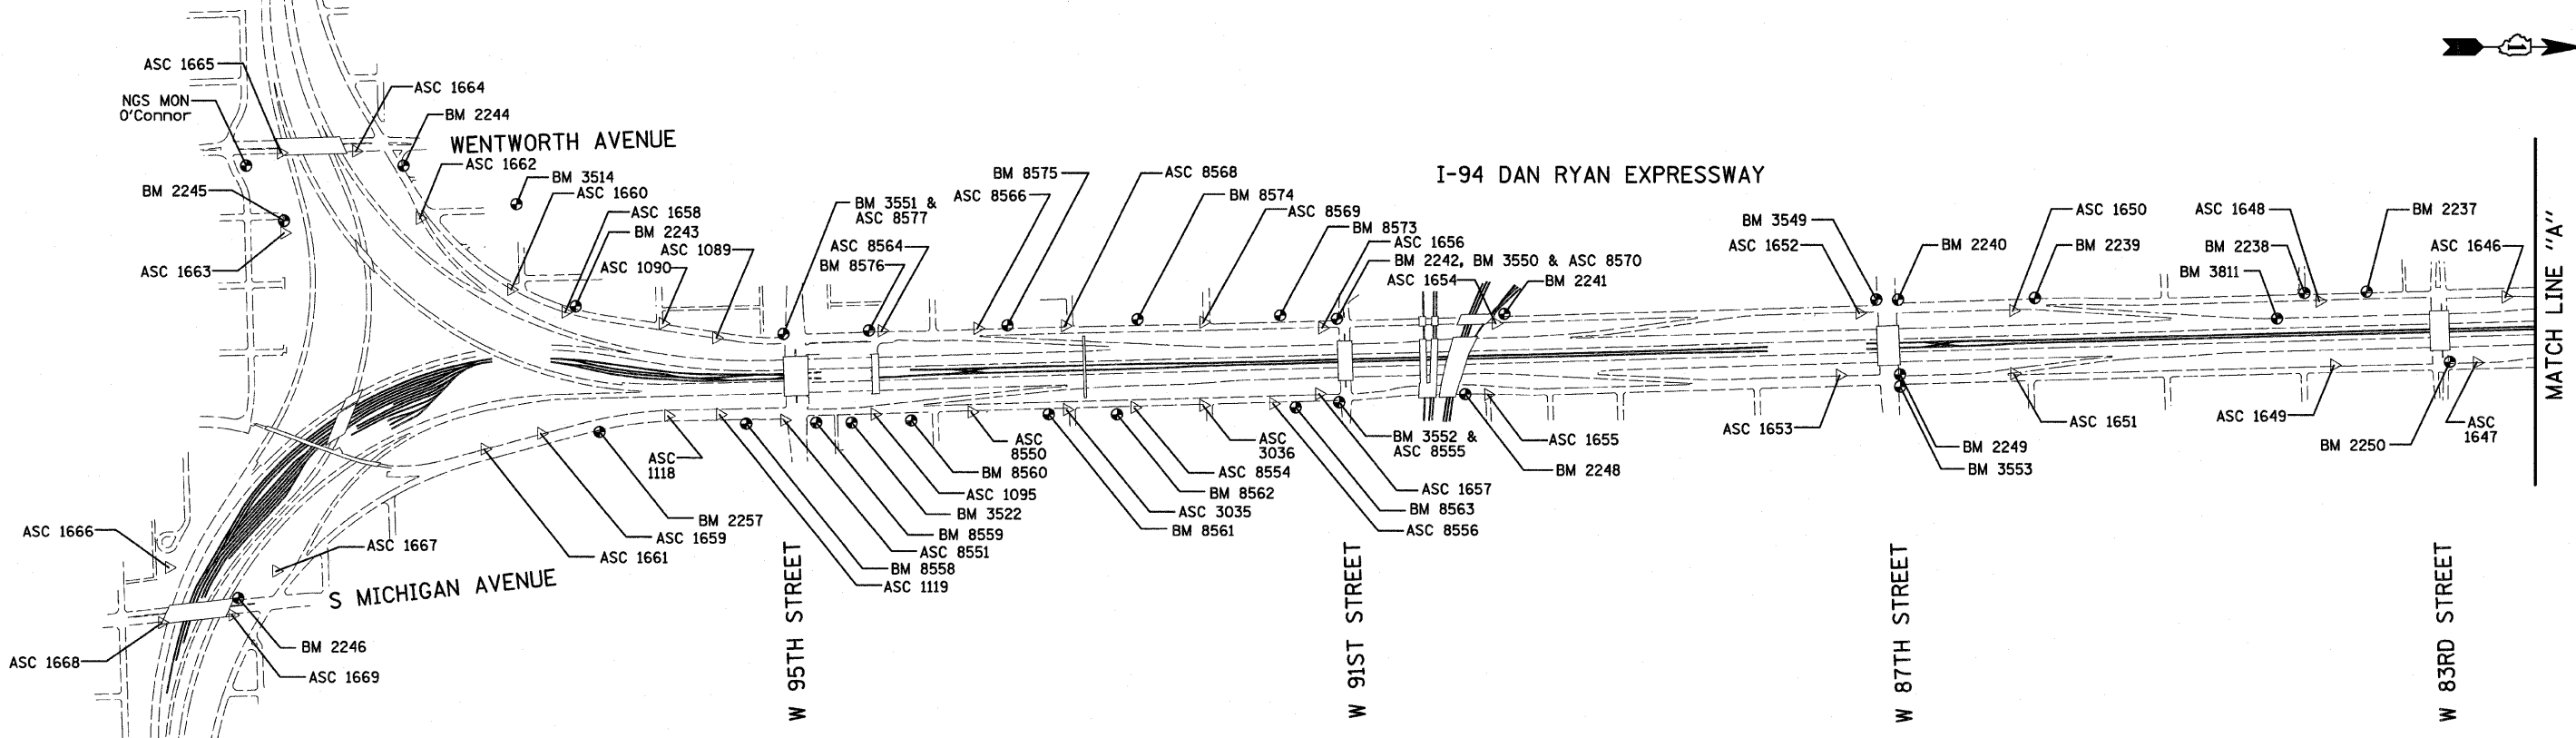 ASC 1665
ASC 1664
NGS MON
O'Connor
BM 2244
WENTWORTH AVENUE
ASC 1662
BM 2245
BM 3514
ASC 1660
ASC 1658
BM 2243
ASC 1663
ASC 1089
ASC 1090
BM 3551 &
ASC 8577
ASC 8564
BM 8576
BM 8575
ASC 8566
ASC 8568
BM 8574
ASC 8569
BM 8573
ASC 1656
BM 2242, BM 3550 & ASC 8570
ASC 1654
BM 2241
I-94 DAN RYAN EXPRESSWAY
BM 3549
ASC 1652
BM 2240
ASC 1650
BM 2239
ASC 1648
BM 2238
BM 3811
BM 2237
ASC 1646
MATCH LINE "A"
ASC 1666
ASC 1667
S MICHIGAN AVENUE
ASC 1668
BM 2246
ASC 1669
ASC
1118
BM 2257
ASC 1659
ASC 1661
ASC
8550
BM 8560
ASC 1095
BM 3522
BM 8559
ASC 8551
BM 8558
ASC 1119
W 95TH STREET
ASC
3036
ASC 8554
BM 8562
ASC 3035
BM 8561
BM 3552 &
ASC 8555
ASC 1657
BM 8563
ASC 8556
W 91ST STREET
ASC 1655
BM 2248
ASC 1653
BM 2249
BM 3553
W 87TH STREET
ASC 1651
ASC 1649
BM 2250
ASC
1647
W 83RD STREET